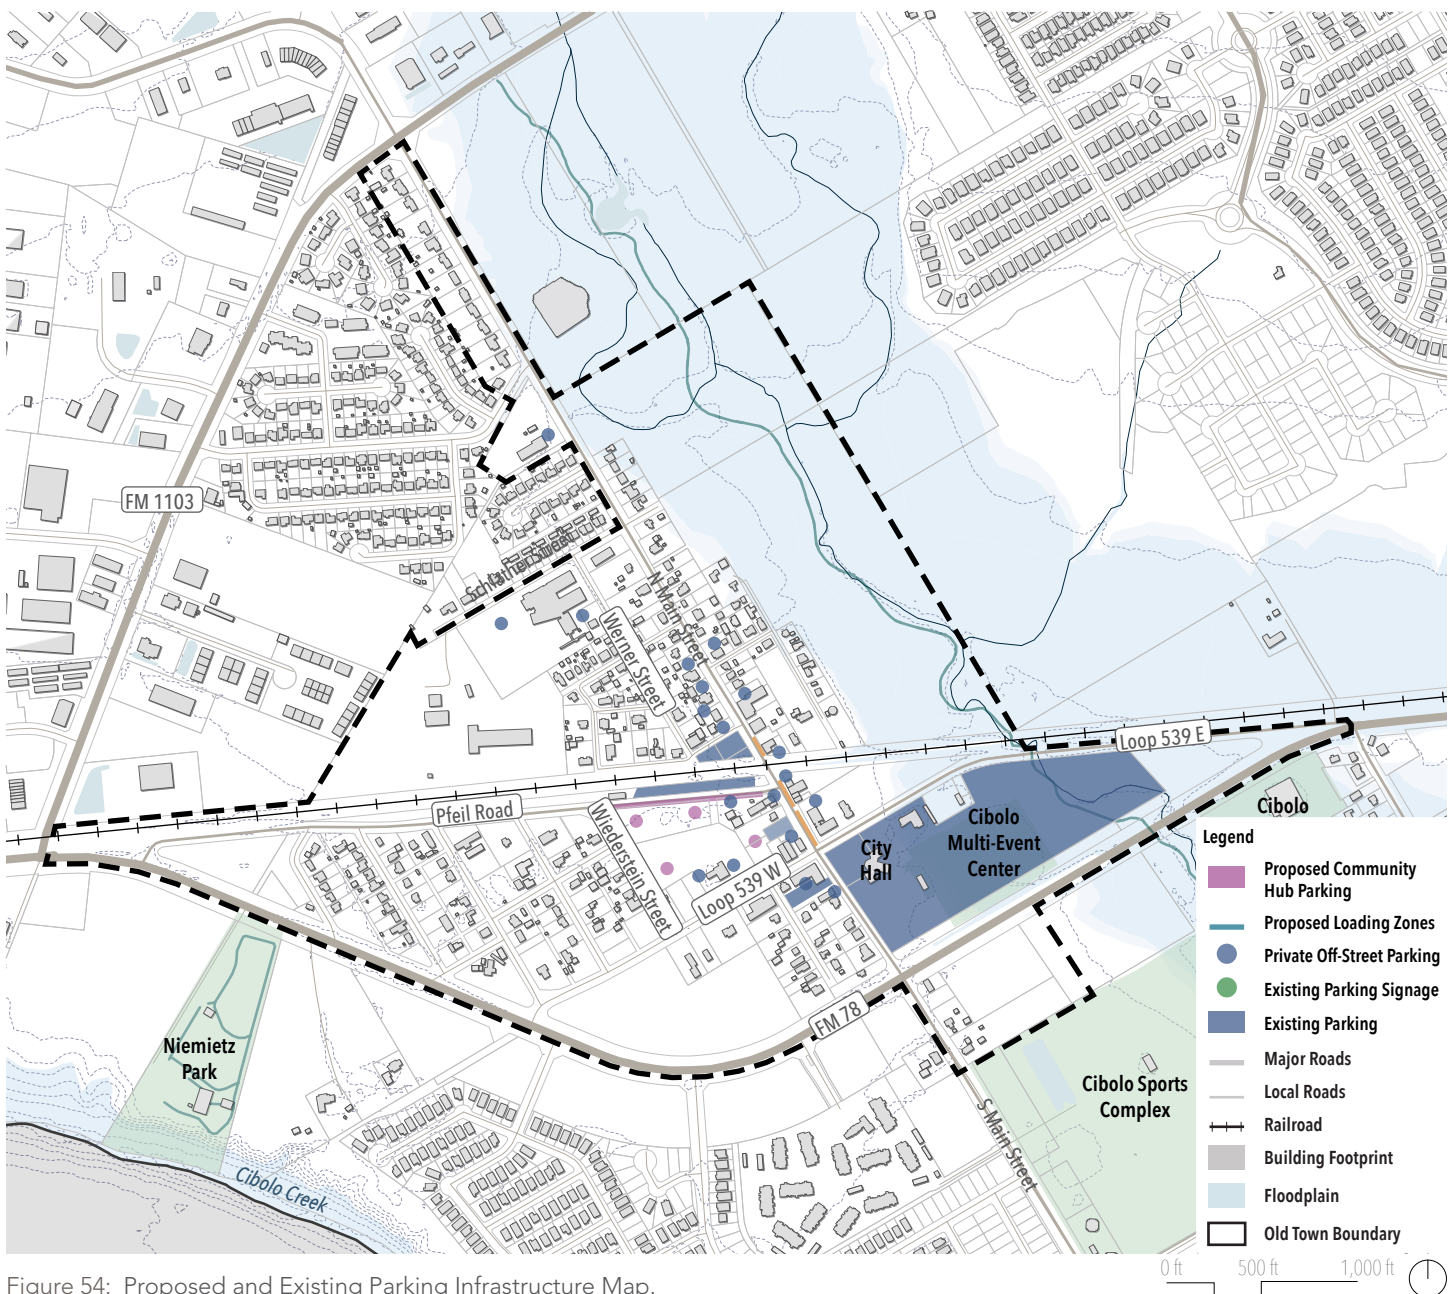 FM 1103
Schlather Street
N Main Street
Werner Street
Loop 539 E
Pfeil Road
Wiederstein Street
Loop 539 W
City
Hall
Cibolo
Multi-Event
Center
Cibolo
FM 78
Niemietz
Park
Cibolo Creek
S Main Street
Cibolo Sports
Complex
Legend
Proposed Community
Hub Parking
Proposed Loading Zones
Private Off-Street Parking
Existing Parking Signage
Existing Parking
Major Roads
Local Roads
Railroad
Building Footprint
Floodplain
Old Town Boundary
0 ft 500 ft 1,000 ft
Figure 54: Proposed and Existing Parking Infrastructure Map.